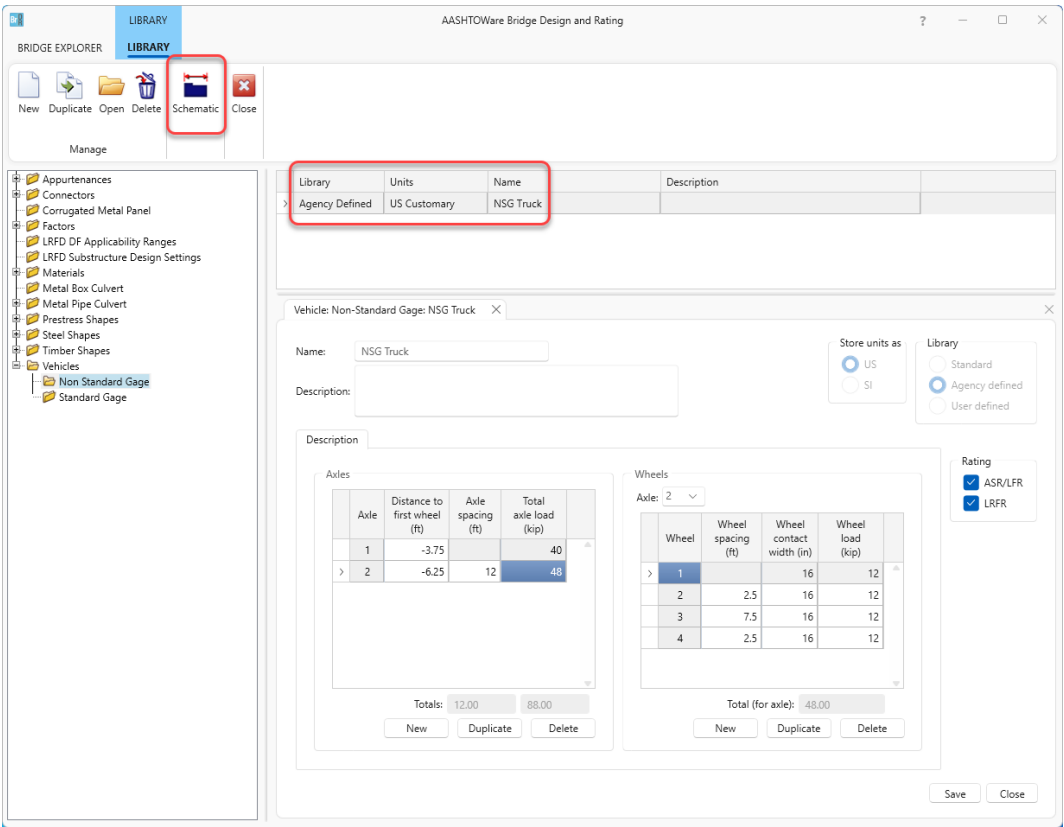 Br
LIBRARY
AASHTOWare Bridge Design and Rating
?
BRIDGE EXPLORER
LIBRARY
New
Duplicate
Open
Delete
Schematic
Close
Manage
Appurtenances
Connectors
Corrugated Metal Panel
Factors
LRFD DF Applicability Ranges
LRFD Substructure Design Settings
Materials
Metal Box Culvert
Metal Pipe Culvert
Prestress Shapes
Steel Shapes
Timber Shapes
Vehicles
Non Standard Gage
Standard Gage
Library Units Name Description
Agency Defined US Customary NSG Truck
Vehicle: Non-Standard Gage: NSG Truck
Name: NSG Truck
Description:
Store units as
US
SI
Library
Standard
Agency defined
User defined
Description
Rating
ASR/LFR
LRFR
Axles
Axle Distance to first wheel (ft) Axle spacing (ft) Total axle load (kip)
1 -3.75 40
2 -6.25 12 48
Totals: 12.00 88.00
New Duplicate Delete
Wheels
Axle: 2
Wheel Wheel spacing (ft) Wheel contact width (in) Wheel load (kip)
1 16 12
2 2.5 16 12
3 7.5 16 12
4 2.5 16 12
Total (for axle): 48.00
New Duplicate Delete
Save Close